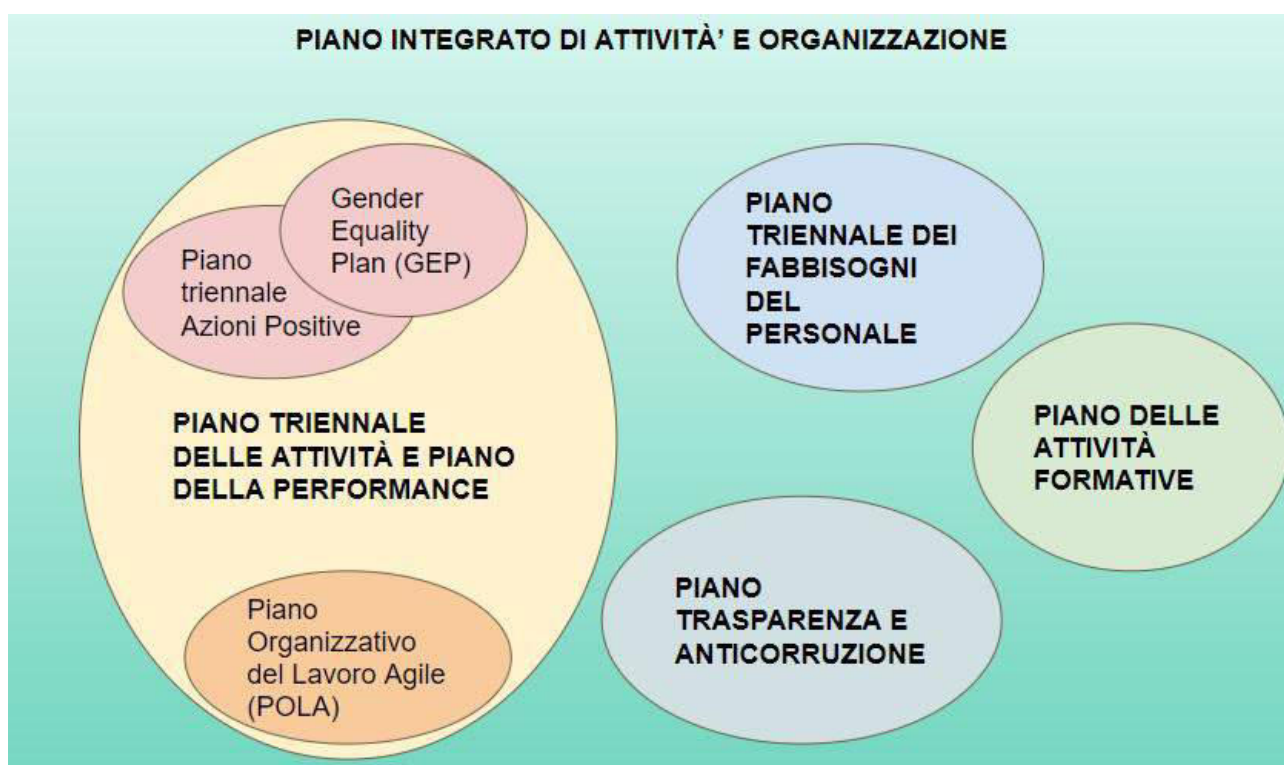 PIANO INTEGRATO DI ATTIVITÀ' E ORGANIZZAZIONE
Gender
Equality
Plan (GEP)
Piano
triennale
Azioni Positive
PIANO TRIENNALE
DELLE ATTIVITÀ E PIANO
DELLA PERFORMANCE
Piano
Organizzativo
del Lavoro Agile
(POLA)
PIANO
TRIENNALE DEI
FABBISOGNI
DEL
PERSONALE
PIANO DELLE
ATTIVITÀ
FORMATIVE
PIANO
TRASPARENZA E
ANTICORRUZIONE